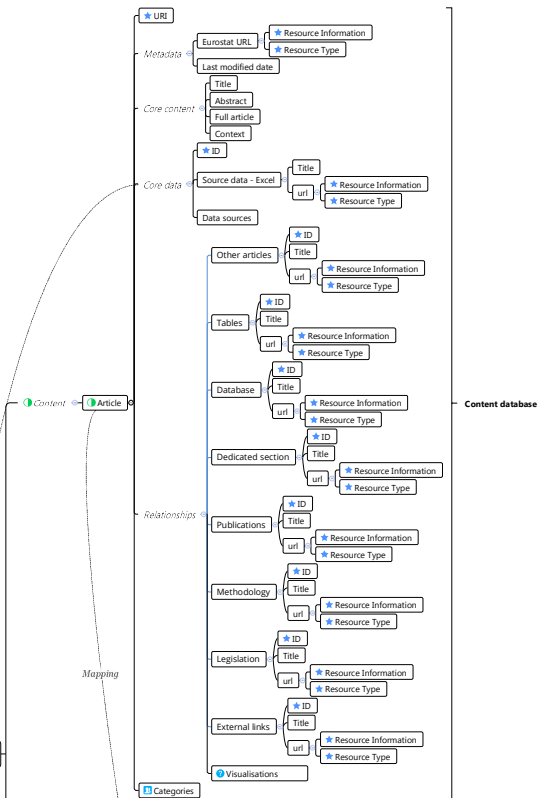 URI
Metadata
Eurostat URL
Resource Information
Resource Type
Last modified date
Core content
Title
Abstract
Full article
Context
Core data
ID
Source data - Excel
Title
url
Resource Information
Resource Type
Data sources
Content
Article
Content database
Relationships
Other articles
ID
Title
url
Resource Information
Resource Type
Tables
ID
Title
url
Resource Information
Resource Type
Database
ID
Title
url
Resource Information
Resource Type
Dedicated section
ID
Title
url
Resource Information
Resource Type
Publications
ID
Title
url
Resource Information
Resource Type
Methodology
ID
Title
url
Resource Information
Resource Type
Legislation
ID
Title
url
Resource Information
Resource Type
External links
ID
Title
url
Resource Information
Resource Type
Visualisations
Mapping
Categories